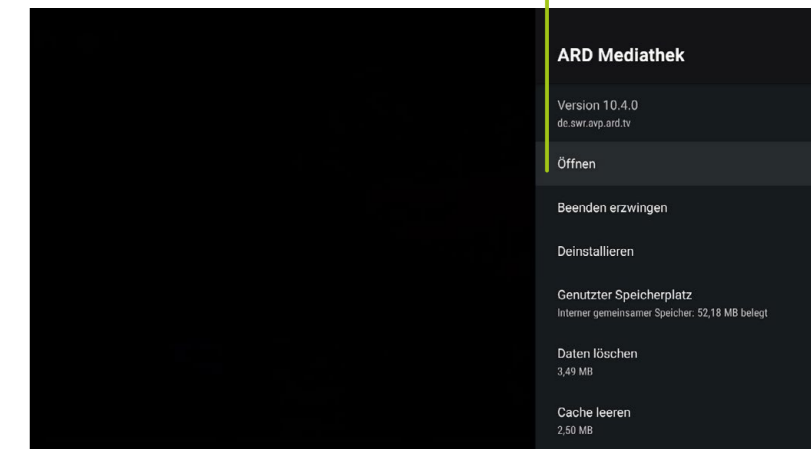 ARD Mediathek
Version 10.4.0
de.swr.avp.ard.tv
Öffnen
Beenden erzwingen
Deinstallieren
Genutzter Speicherplatz
Interner gemeinsamer Speicher: 52,18 MB belegt
Daten löschen
3,49 MB
Cache leeren
2,50 MB